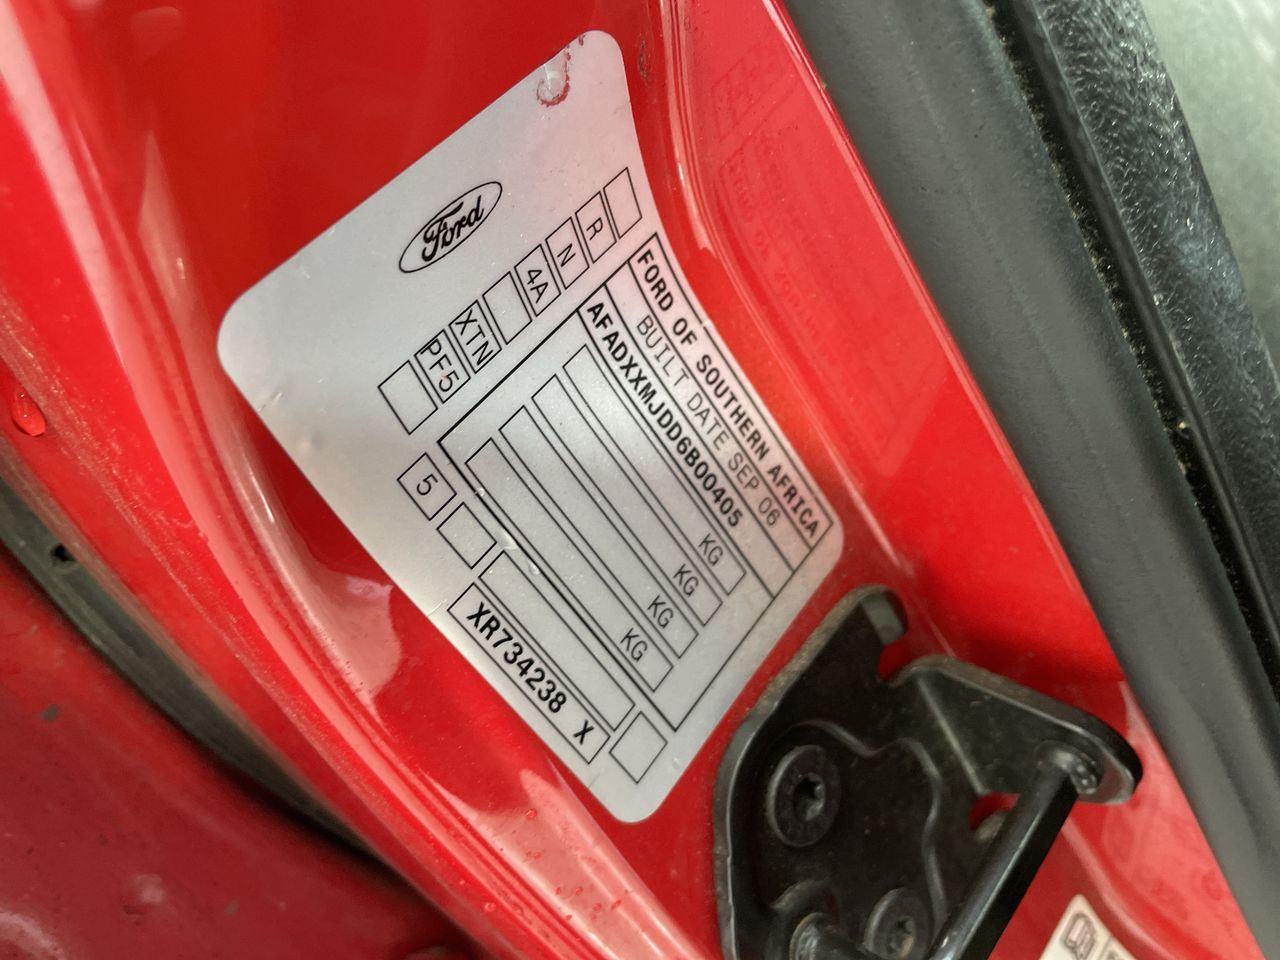 Ford
R
N
4A
XTN
PF5
FORD OF SOUTHERN AFRICA
BUILT DATE SEP 06
AFADXXMJDD6B00405
KG
KG
KG
KG
5
XR734238 X